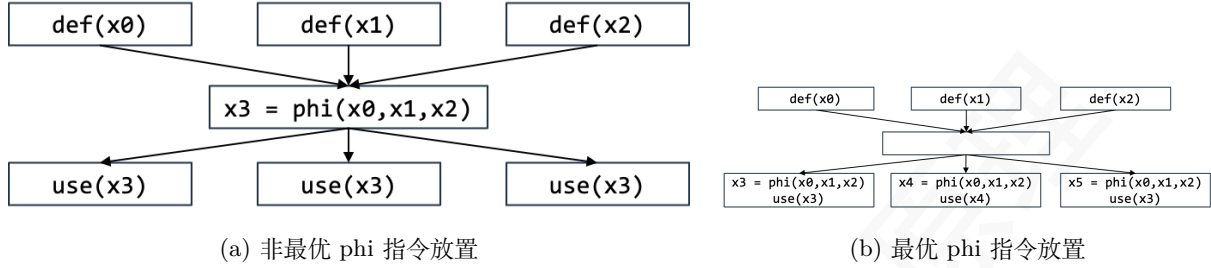 def(x0)
def(x1)
def(x2)
x3 = phi(x0,x1,x2)
use(x3)
use(x3)
use(x3)
(a) 非最优 phi 指令放置
def(x0)
def(x1)
def(x2)
x3 = phi(x0,x1,x2)
use(x3)
x4 = phi(x0,x1,x2)
use(x4)
x5 = phi(x0,x1,x2)
use(x3)
(b) 最优 phi 指令放置